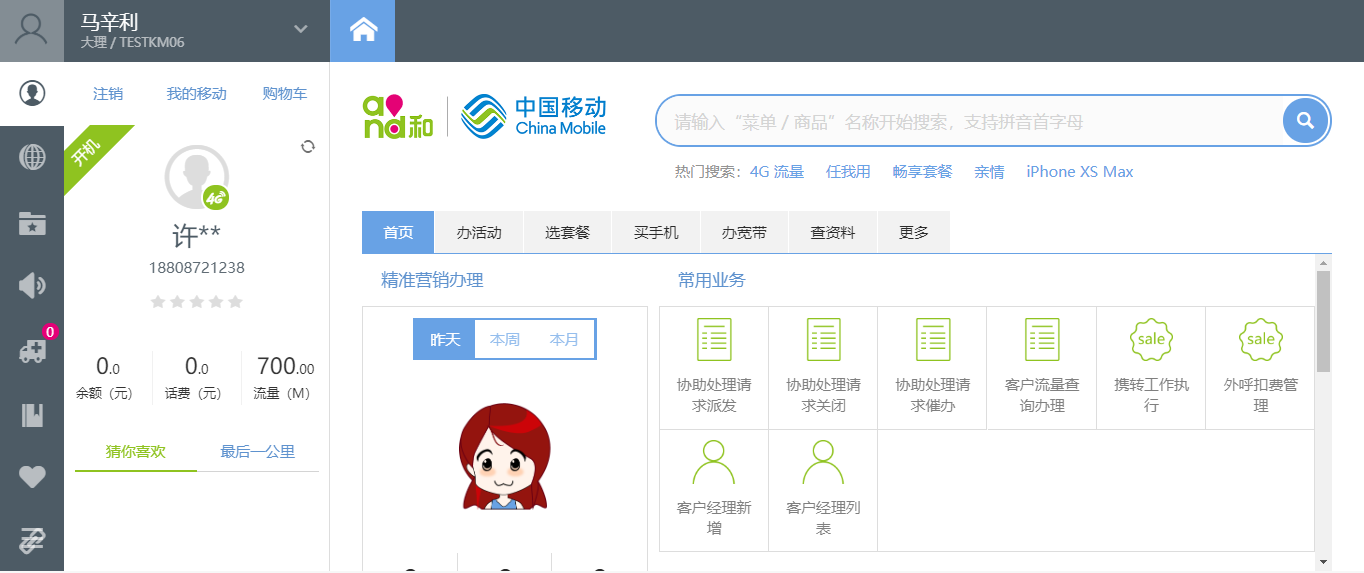 马辛利
大理 / TESTKM06
注销 我的移动 购物车
开机
4G
许**
18808721238
0
0.0 0.0 700.00
余额（元） 话费（元） 流量（M）
猜你喜欢 最后一公里
and和 中国移动
China Mobile
请输入“菜单 / 商品”名称开始搜索，支持拼音首字母
热门搜索： 4G 流量 任我用 畅享套餐 亲情 iPhone XS Max
首页 办活动 选套餐 买手机 办宽带 查资料 更多
精准营销办理 常用业务
昨天 本周 本月
sale sale
协助处理请 协助处理请 协助处理请 客户流量查 携转工作执 外呼扣费管
求派发 求关闭 求催办 询办理 行 理
客户经理新 客户经理列
增 表